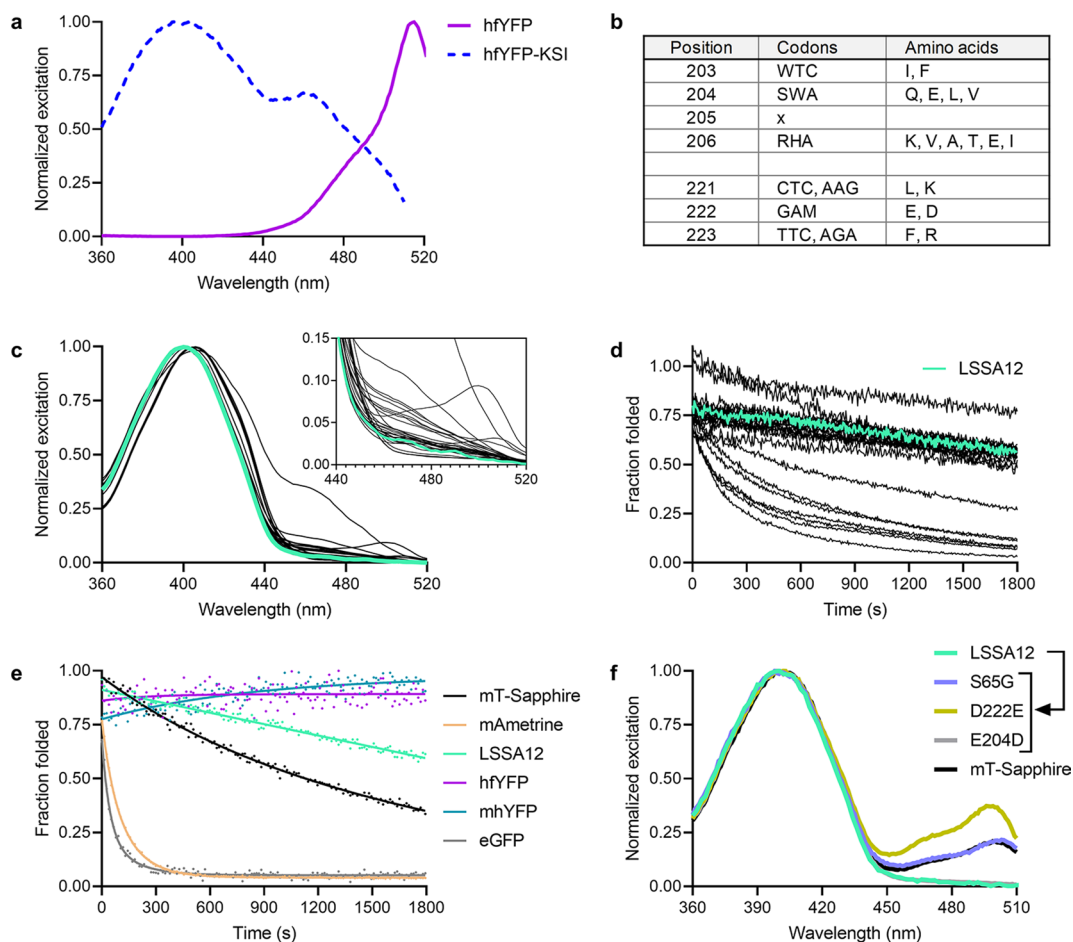 a
hfYFP
hfYFP-KSI
Normalized excitation
1.00
0.75
0.50
0.25
0.00
360 400 440 480 520
Wavelength (nm)
b
Position Codons Amino acids
203 WTC I, F
204 SWA Q, E, L, V
205 x
206 RHA K, V, A, T, E, I
221 CTC, AAG L, K
222 GAM E, D
223 TTC, AGA F, R
c
Normalized excitation
1.00
0.75
0.50
0.25
0.00
360 400 440 480 520
Wavelength (nm)
0.15
0.10
0.05
0.00
440 480 520
d
LSSA12
Fraction folded
1.00
0.75
0.50
0.25
0.00
0 300 600 900 1200 1500 1800
Time (s)
e
Fraction folded
1.00
0.75
0.50
0.25
0.00
0 300 600 900 1200 1500 1800
Time (s)
mT-Sapphire
mAmetrine
LSSA12
hfYFP
mhYFP
eGFP
f
LSSA12
S65G
D222E
E204D
mT-Sapphire
Normalized excitation
1.00
0.75
0.50
0.25
0.00
360 390 420 450 480 510
Wavelength (nm)